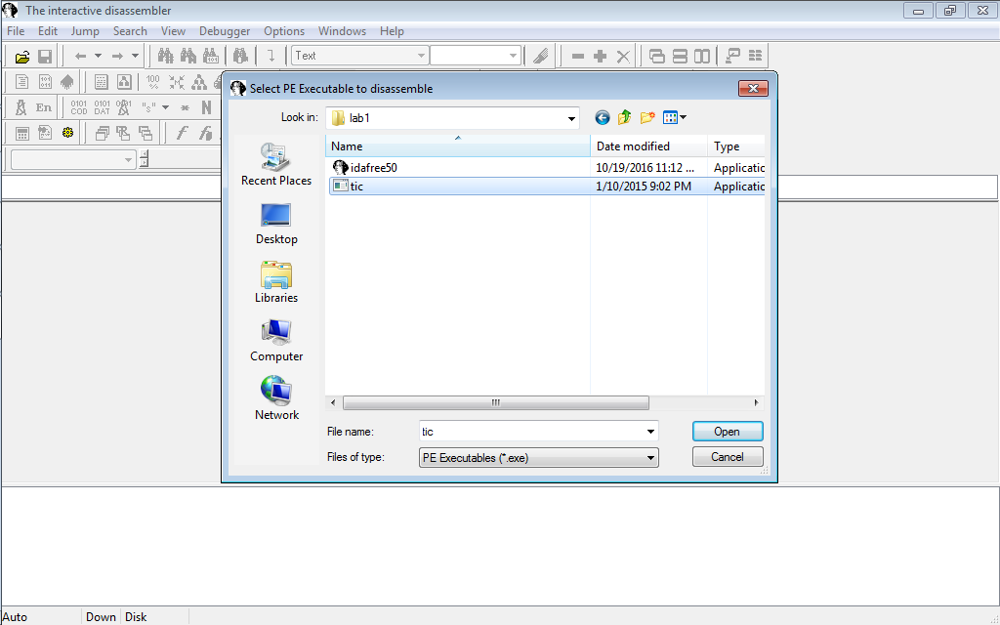 The interactive disassembler
File Edit Jump Search View Debugger Options Windows Help
Text
Select PE Executable to disassemble
Look in: lab1
Name Date modified Type
idafree50 10/19/2016 11:12 ... Applicatio
tic 1/10/2015 9:02 PM Applicatio
Recent Places
Desktop
Libraries
Computer
Network
File name: tic Open
Files of type: PE Executables (*.exe) Cancel
En
0101 COD
0101 DAT
100
N
Auto Down Disk